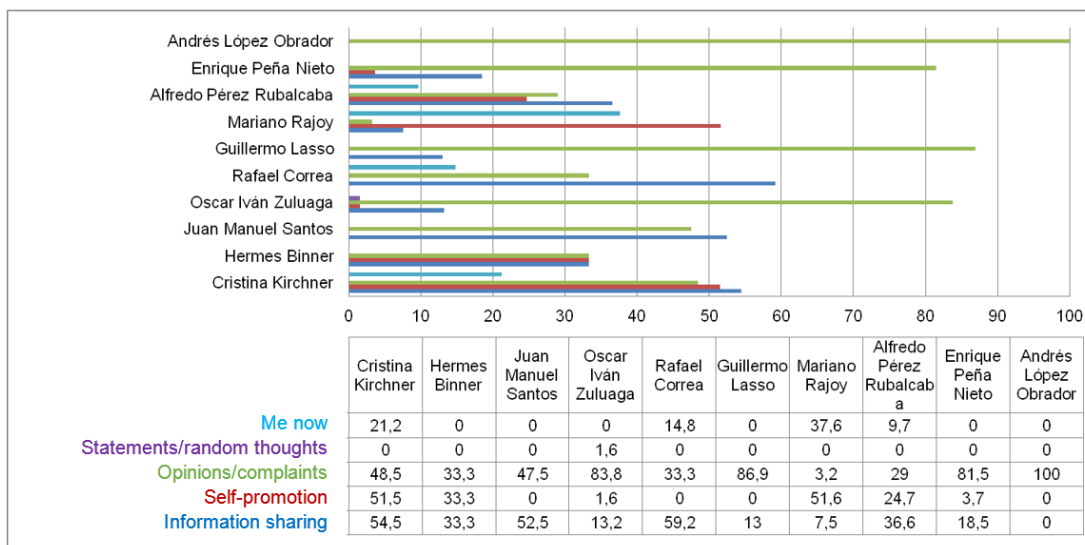 Andrés López Obrador
Enrique Peña Nieto
Alfredo Pérez Rubalcaba
Mariano Rajoy
Guillermo Lasso
Rafael Correa
Oscar Iván Zuluaga
Juan Manuel Santos
Hermes Binner
Cristina Kirchner
0 10 20 30 40 50 60 70 80 90 100
Cristina Kirchner
Hermes Binner
Juan Manuel Santos
Oscar Iván Zuluaga
Rafael Correa
Guillermo Lasso
Mariano Rajoy
Alfredo Pérez Rubalcab a
Enrique Peña Nieto
Andrés López Obrador
Me now 21,2 0 0 0 14,8 0 37,6 9,7 0 0
Statements/random thoughts 0 0 0 1,6 0 0 0 0 0 0
Opinions/complaints 48,5 33,3 47,5 83,8 33,3 86,9 3,2 29 81,5 100
Self-promotion 51,5 33,3 0 1,6 0 0 51,6 24,7 3,7 0
Information sharing 54,5 33,3 52,5 13,2 59,2 13 7,5 36,6 18,5 0